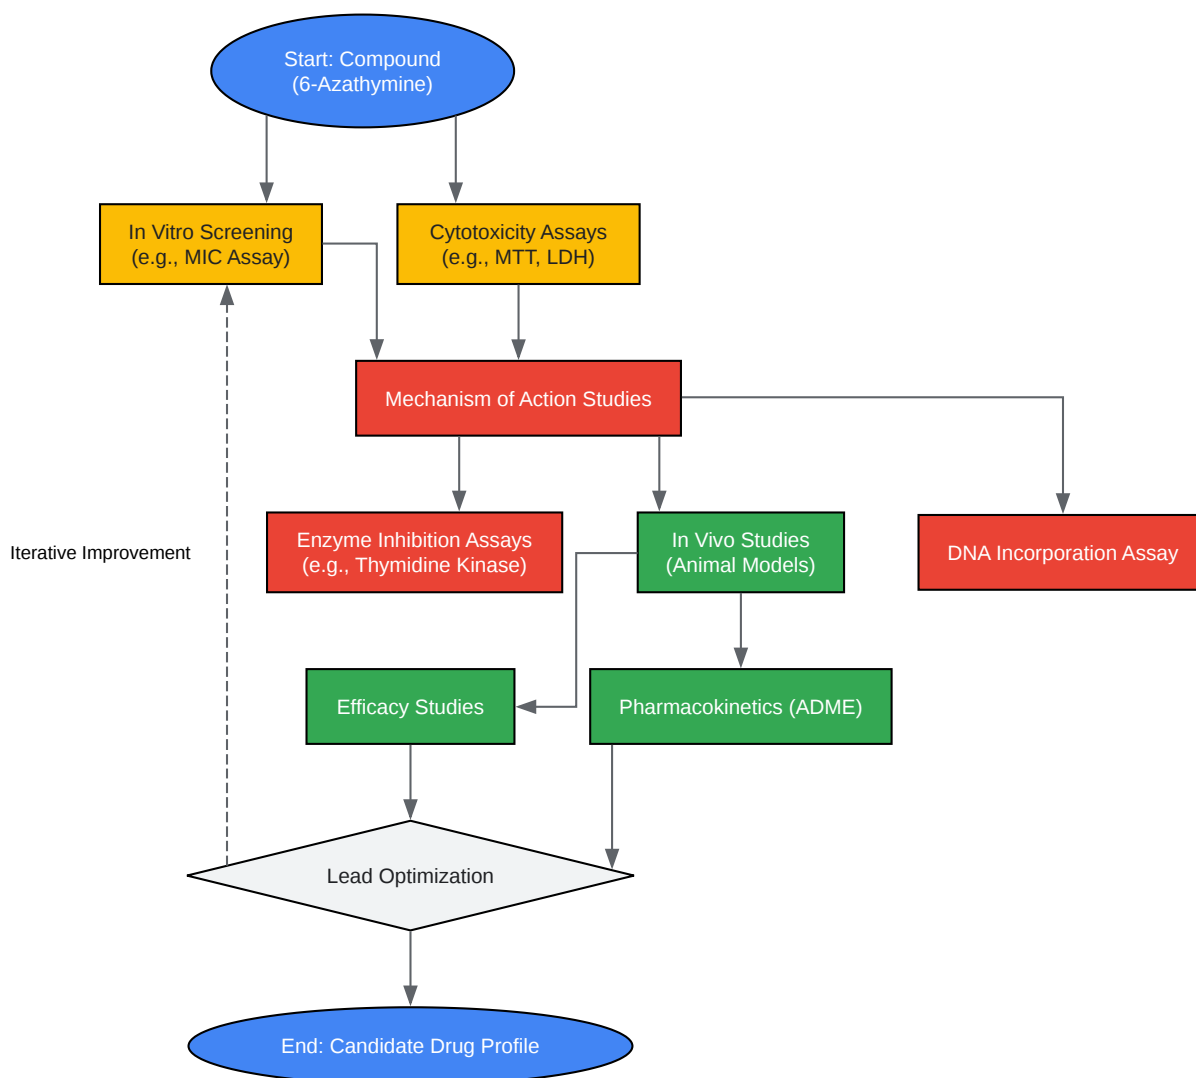 Start: Compound
(6-Azathymine)
In Vitro Screening
(e.g., MIC Assay)
Cytotoxicity Assays
(e.g., MTT, LDH)
Mechanism of Action Studies
Enzyme Inhibition Assays
(e.g., Thymidine Kinase)
In Vivo Studies
(Animal Models)
DNA Incorporation Assay
Iterative Improvement
Efficacy Studies
Pharmacokinetics (ADME)
Lead Optimization
End: Candidate Drug Profile